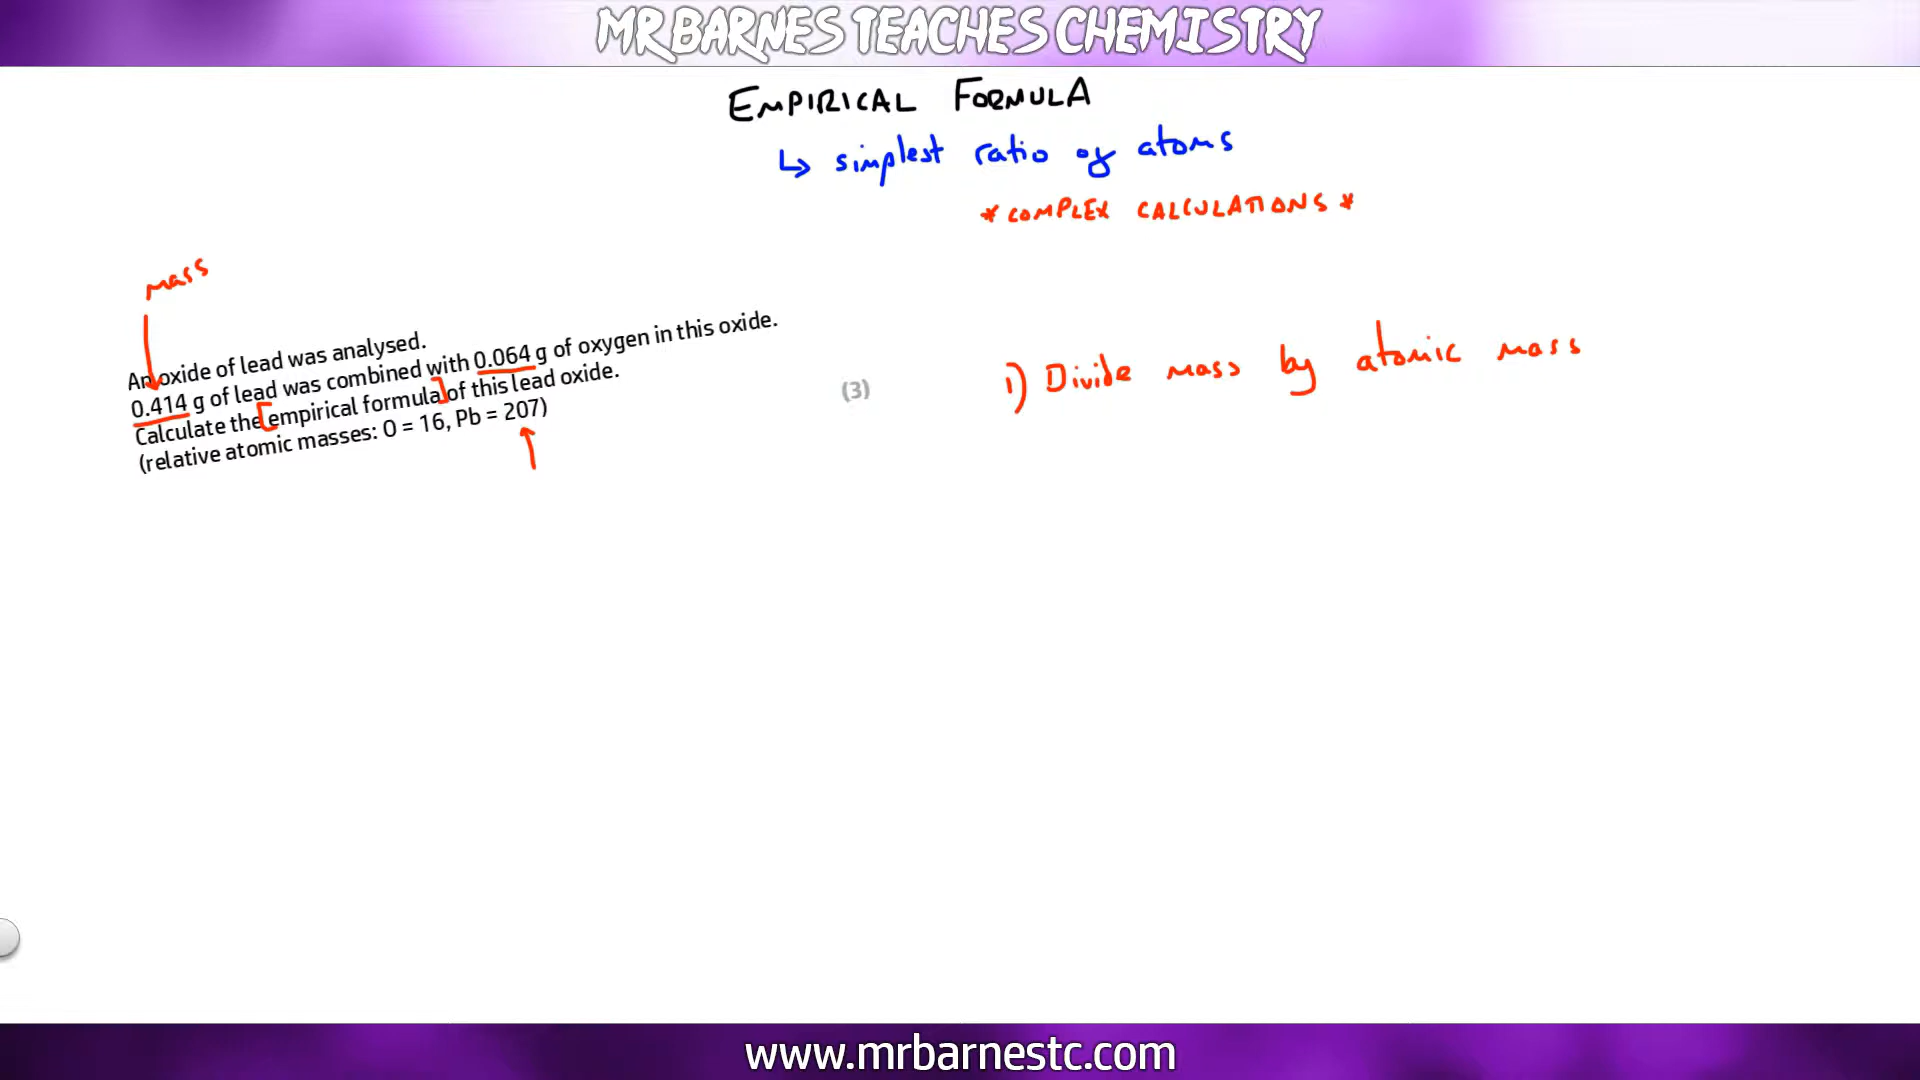 MR BARNES TEACHES CHEMISTRY
EMPIRICAL FORMULA
↳ simplest ratio of atoms
* COMPLEX CALCULATIONS *
mass
An oxide of lead was analysed.
0.414 g of lead was combined with 0.064 g of oxygen in this oxide.
Calculate the [empirical formula] of this lead oxide.
(relative atomic masses: O = 16, Pb = 207)
(3)
1) Divide mass by atomic mass
www.mrbarnestc.com